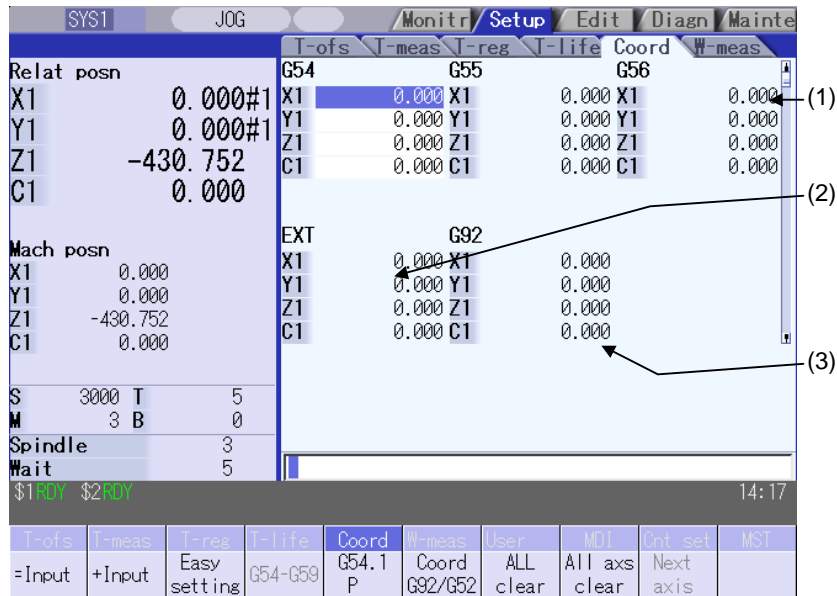 SYS1 JOG Monitr Setup Edit Diagn Mainte
T-ofs T-meas T-reg T-life Coord W-meas
Relat posn
X1 0.000#1
Y1 0.000#1
Z1 -430.752
C1 0.000
Mach posn
X1 0.000
Y1 0.000
Z1 -430.752
C1 0.000
S 3000 T 5
M 3 B 0
Spindle 3
Wait 5
G54 G55 G56
X1 0.000 X1 0.000 X1 0.000
Y1 0.000 Y1 0.000 Y1 0.000
Z1 0.000 Z1 0.000 Z1 0.000
C1 0.000 C1 0.000 C1 0.000
EXT G92
X1 0.000 X1 0.000
Y1 0.000 Y1 0.000
Z1 0.000 Z1 0.000
C1 0.000 C1 0.000
(1)
(2)
(3)
$1RDY $2RDY 14:17
T-ofs T-meas T-reg T-life Coord W-meas User MDI Cnt set MST
=Input +Input Easy setting G54-G59 G54.1 P Coord G92/G52 ALL clear All axs clear Next axis